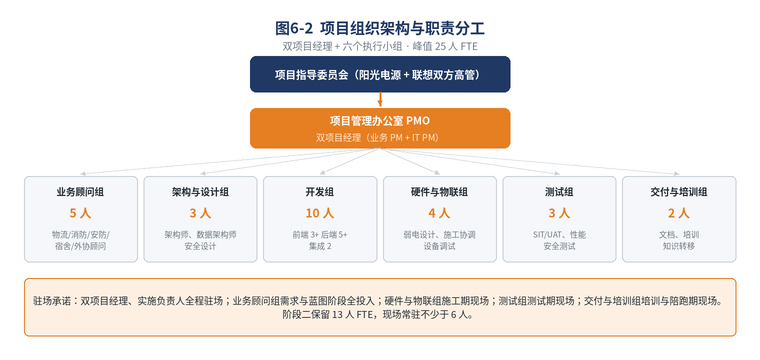 图6-2 项目组织架构与职责分工
双项目经理 + 六个执行小组 · 峰值 25 人 FTE
项目指导委员会（阳光电源 + 联想双方高管）
项目管理办公室 PMO
双项目经理（业务 PM + IT PM）
业务顾问组
5 人
物流/消防/安防/
宿舍/外协顾问
架构与设计组
3 人
架构师、数据架构师
安全设计
开发组
10 人
前端 3+ 后端 5+
集成 2
硬件与物联组
4 人
弱电设计、施工协调
设备调试
测试组
3 人
SIT/UAT、性能
安全测试
交付与培训组
2 人
文档、培训
知识转移
驻场承诺：双项目经理、实施负责人全程驻场；业务顾问组需求与蓝图阶段全投入；硬件与物联组施工期现场；测试组测试期现场；交付与培训组培训与陪跑期现场。
阶段二保留 13 人 FTE，现场常驻不少于 6 人。